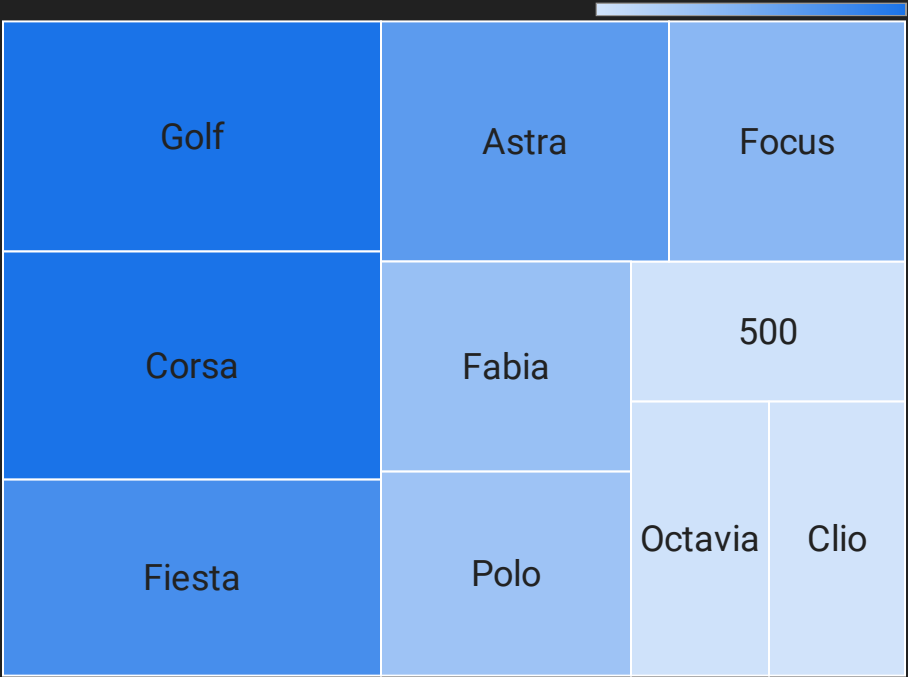 Golf
Astra
Focus
Corsa
Fabia
500
Fiesta
Polo
Octavia
Clio